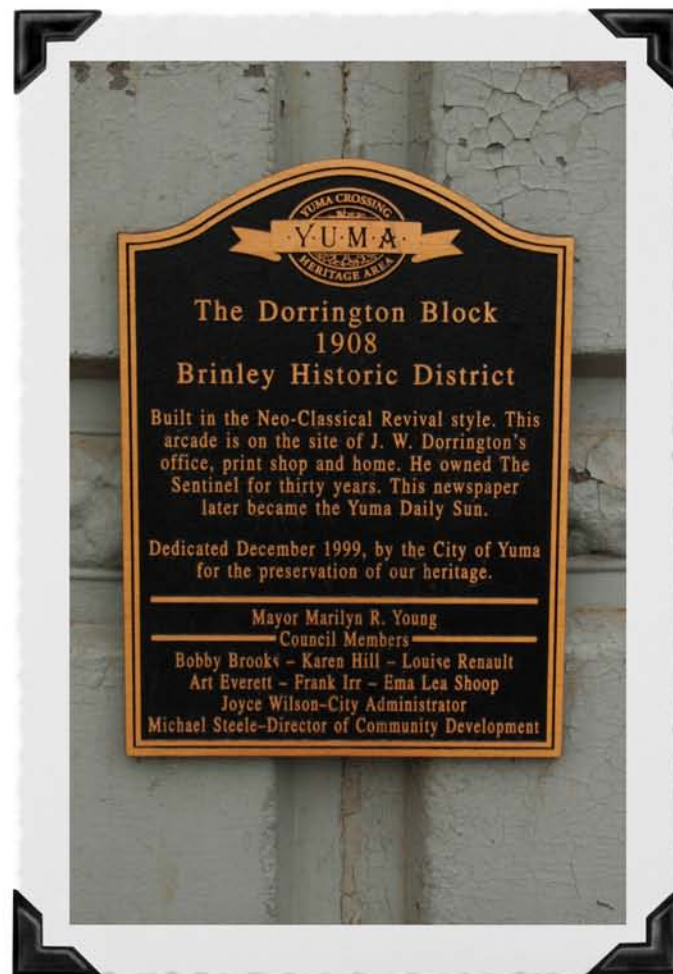 YUMA CROSSING
·Y·U·M·A·
HERITAGE AREA
The Dorrington Block
1908
Brinley Historic District
Built in the Neo-Classical Revival style. This
arcade is on the site of J. W. Dorrington's
office, print shop and home. He owned The
Sentinel for thirty years. This newspaper
later became the Yuma Daily Sun.
Dedicated December 1999, by the City of Yuma
for the preservation of our heritage.
Mayor Marilyn R. Young
Council Members
Bobby Brooks – Karen Hill – Louise Renault
Art Everett – Frank Irr – Ema Lea Shoop
Joyce Wilson–City Administrator
Michael Steele–Director of Community Development